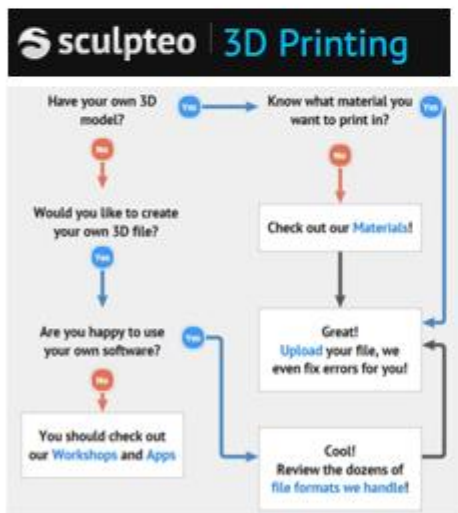 sculpteo 3D Printing
Have your own 3D
model?
Yes
Know what material you
want to print in?
Yes
No
No
Would you like to create
your own 3D file?
Yes
Check out our Materials!
Are you happy to use
your own software?
Yes
No
Great!
Upload your file, we
even fix errors for you!
You should check out
our Workshops and Apps
Cool!
Review the dozens of
file formats we handle!